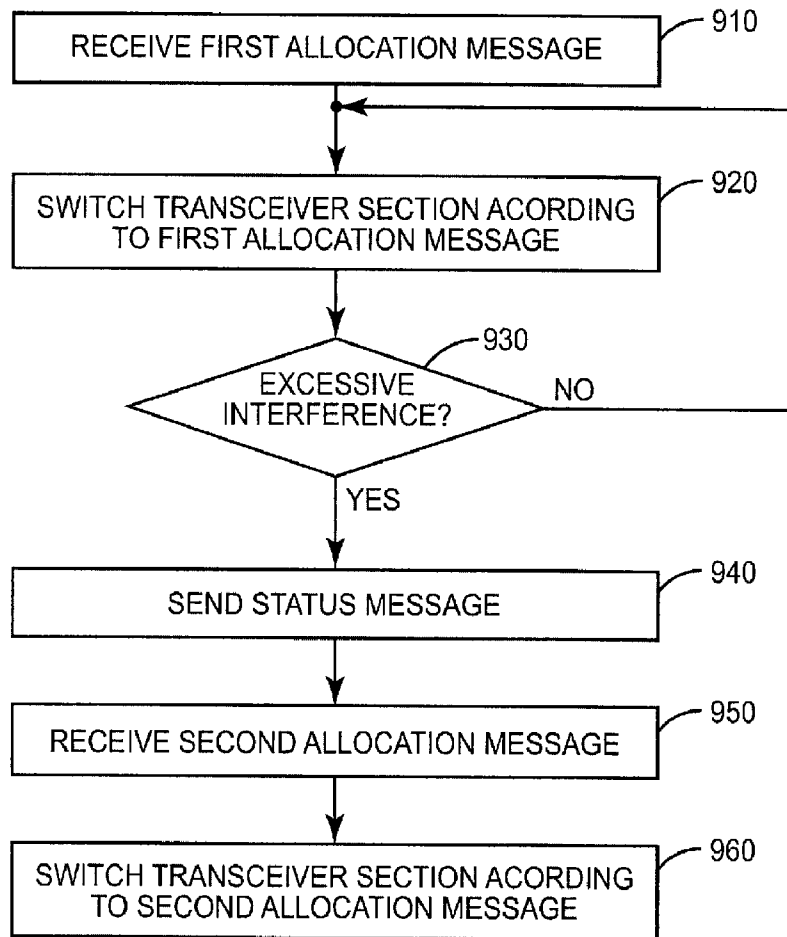 RECEIVE FIRST ALLOCATION MESSAGE
910
SWITCH TRANSCEIVER SECTION ACORDING
TO FIRST ALLOCATION MESSAGE
920
EXCESSIVE
INTERFERENCE?
930
NO
YES
SEND STATUS MESSAGE
940
RECEIVE SECOND ALLOCATION MESSAGE
950
SWITCH TRANSCEIVER SECTION ACORDING
TO SECOND ALLOCATION MESSAGE
960